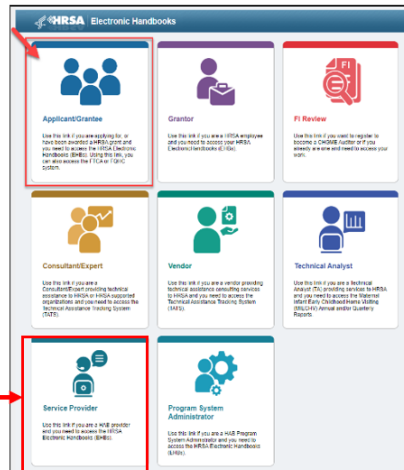 HRSA Electronic Handbooks
Applicant/Grantee
Use this link if you are applying for, or
have been awarded a HRSA grant and
you need to access the HRSA Electronic
Handbooks (EHBs). Using this link, you
can also access the FTCA or FQHC
system.
Grantor
Use this link if you are a HRSA employee
and you need to access your HRSA
Electronic Handbooks (EHBs).
FI
FI Review
Use this link if you want to register to
become a CHGME Auditor or if you
already are one and need to access your
work.
Consultant/Expert
Use this link if you are a
Consultant/Expert providing technical
assistance to HRSA or HRSA supported
organizations and you need to access the
Technical Assistance Tracking System
(TATS).
Vendor
Use this link if you are a vendor providing
technical assistance consulting services
to HRSA and you need to access the
Technical Assistance Tracking System
(TATS).
Technical Analyst
Use this link if you are a Technical
Analyst (TA) providing services to HRSA
and you need to access the Maternal
Infant Early Childhood Home Visiting
(MIECHV) Annual and/or Quarterly
Reports.
Service Provider
Use this link if you are a HAB provider
and you need to access the HRSA
Electronic Handbooks (EHBs).
Program System
Administrator
Use this link if you are a HAB Program
System Administrator and you need to
access the HRSA Electronic Handbooks
(EHBs).